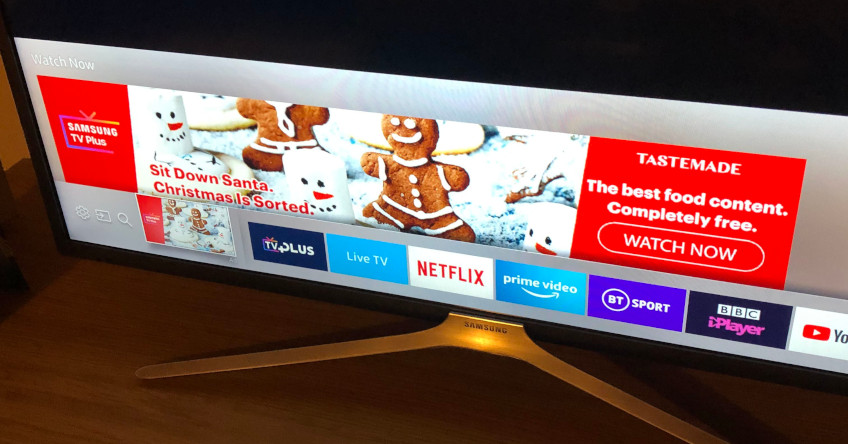 Watch Now
SAMSUNG
TV Plus
Sit Down Santa.
Christmas Is Sorted.
TASTEMADE
The best food content.
Completely free.
WATCH NOW
TV PLUS
Live TV
NETFLIX
prime video
BT SPORT
BBC
iPlayer
Yo
SAMSUNG